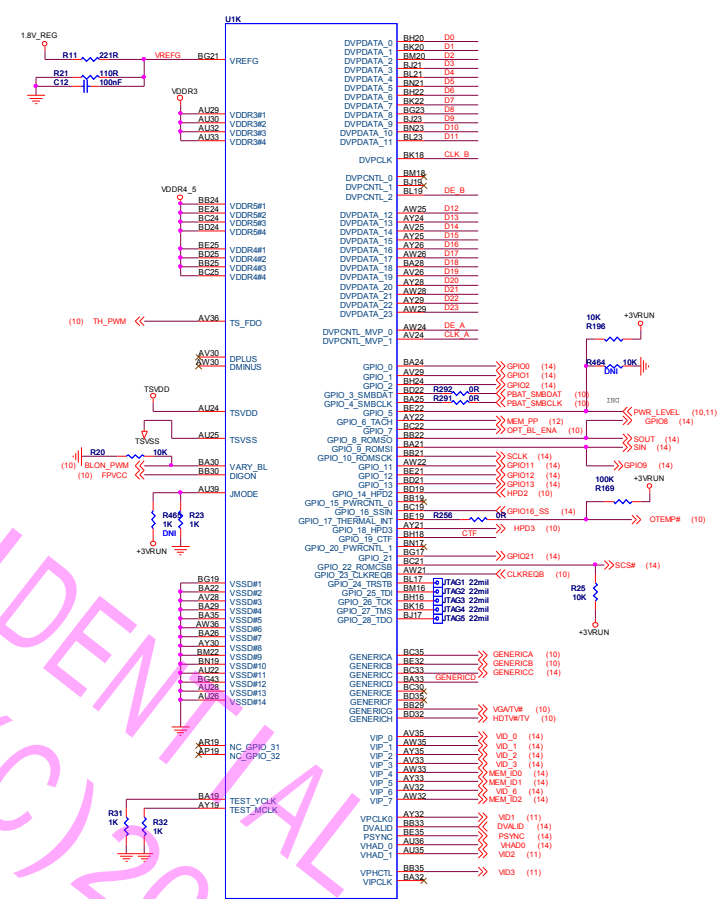 U1K
1.8V_REG
R11 221R VREFG BG21 VREFG
R21 110R
C12 100nF
VDDR3
AU29 VDDR3#1
AU30 VDDR3#2
AU32 VDDR3#3
AU33 VDDR3#4
VDDR4_5
BB24 VDDR5#1
BE24 VDDR5#2
BC24 VDDR5#3
BD24 VDDR5#4
BE25 VDDR4#1
BD25 VDDR4#2
BB25 VDDR4#3
BC25 VDDR4#4
(10) TH_PWM AV36 TS_FDO
AV30 DPLUS
AW30 DMINUS
TSVDD
AU24 TSVDD
AU25 TSVSS
TSVSS
R20 10K
(10) BLON_PWM BA30 VARY_BL
(10) FPVCC BB30 DIGON
AU39 JMODE
R465 R23
1K 1K
DNI
+3VRUN
BG19 VSSD#1
BA22 VSSD#2
AV28 VSSD#3
BA29 VSSD#4
BA35 VSSD#5
AW36 VSSD#6
BA26 VSSD#7
AY30 VSSD#8
BM22 VSSD#9
BN19 VSSD#10
AU22 VSSD#11
BG43 VSSD#12
AU28 VSSD#13
AU26 VSSD#14
AR19 NC_GPIO_31
AP19 NC_GPIO_32
BA19 TEST_YCLK
AY19 TEST_MCLK
R31 1K
R32 1K
DVPDATA_0 BH20 D0
DVPDATA_1 BK20 D1
DVPDATA_2 BM20 D2
DVPDATA_3 BJ21 D3
DVPDATA_4 BL21 D4
DVPDATA_5 BN21 D5
DVPDATA_6 BH22 D6
DVPDATA_7 BK22 D7
DVPDATA_8 BG23 D8
DVPDATA_9 BJ23 D9
DVPDATA_10 BN23 D10
DVPDATA_11 BL23 D11
DVPCLK BK18 CLK_B
DVPCNTL_0 BM18
DVPCNTL_1 BJ19
DVPCNTL_2 BL19 DE_B
DVPDATA_12 AW25 D12
DVPDATA_13 AY24 D13
DVPDATA_14 AV25 D14
DVPDATA_15 AY25 D15
DVPDATA_16 AY26 D16
DVPDATA_17 AW26 D17
DVPDATA_18 BA28 D18
DVPDATA_19 AV26 D19
DVPDATA_20 AY28 D20
DVPDATA_21 AW28 D21
DVPDATA_22 AY29 D22
DVPDATA_23 AW29 D23
DVPCNTL_MVP_0 AW24 DE_A
DVPCNTL_MVP_1 AV24 CLK_A
10K
R196
+3VRUN
R464 10K
DNI
DNI
GPIO_0 BA24 GPIO0 (14)
GPIO_1 AV29 GPIO1 (14)
GPIO_2 BH24 GPIO2 (14)
GPIO_3_SMBDAT BD22 R292 0R PBAT_SMBDAT (10)
GPIO_4_SMBCLK BA25 R291 0R PBAT_SMBCLK (10)
GPIO_5 BE22 PWR_LEVEL (10,11)
GPIO_6_TACH AY22 MEM_PP (12) GPIO8 (14)
GPIO_7 BC22 OPT_BL_ENA (10)
GPIO_8_ROMSO BB22 SOUT (14)
GPIO_9_ROMSI BA21 SIN (14)
GPIO_10_ROMSCK BB21 SCLK (14)
GPIO_11 AW22 GPIO11 (14) GPIO9 (14)
GPIO_12 BE21 GPIO12 (14)
GPIO_13 BD21 GPIO13 (14)
GPIO_14_HPD2 BD19 HPD2 (10)
GPIO_15_PWRCNTL_0 BB19
GPIO_16_SSIN BC19 GPIO16_SS (14)
GPIO_17_THERMAL_INT BE19 R256 0R OTEMP# (10)
GPIO_18_HPD3 AY21 HPD3 (10)
GPIO_19_CTF BH18 CTF
GPIO_20_PWRCNTL_1 BN17
GPIO_21 BG17 GPIO21 (14)
GPIO_22_ROMCSB BC21 SCS# (14)
GPIO_23_CLKREQB AW21 CLKREQB (10)
GPIO_24_TRSTB BL17 JTAG1 22mil
GPIO_25_TDI BM16 JTAG2 22mil
GPIO_26_TCK BH16 JTAG3 22mil
GPIO_27_TMS BK16 JTAG4 22mil
GPIO_28_TDO BJ17 JTAG5 22mil
100K
R169
+3VRUN
R25
10K
+3VRUN
GENERICA BC35 GENERICA (10)
GENERICB BE32 GENERICB (10)
GENERICC BC33 GENERICC (14)
GENERICD BA33 GENERICD
GENERICE BC30
GENERICF BD35
GENERICG BB29 VGA/TV# (10)
GENERICH BD32 HDTV#/TV (10)
VIP_0 AV35 VID_0 (14)
VIP_1 AW35 VID_1 (14)
VIP_2 AY35 VID_2 (14)
VIP_3 AV33 VID_3 (14)
VIP_4 AW33 MEM_ID0 (14)
VIP_5 AY33 MEM_ID1 (14)
VIP_6 AV32 VID_6 (14)
VIP_7 AW32 MEM_ID2 (14)
VPCLK0 AY32 VID1 (11)
DVALID BB33 DVALID (14)
PSYNC BE35 PSYNC (14)
VHAD_0 AU36 VHAD0 (14)
VHAD_1 AU35 VID2 (11)
VPHCTL BB35 VID3 (11)
VIPCLK BA32